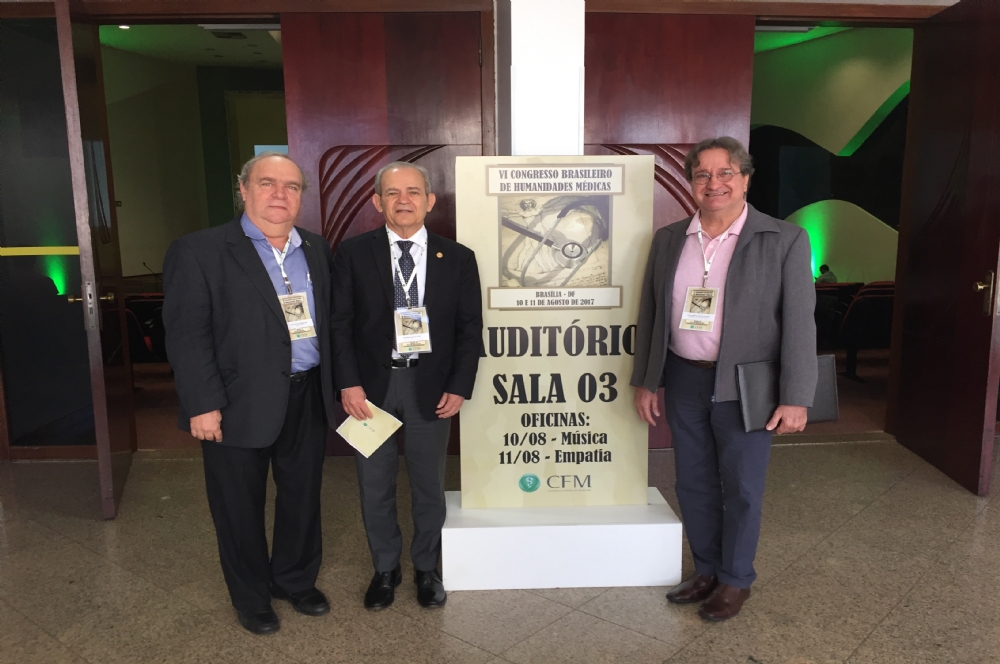 VI CONGRESSO BRASILEIRO
DE HUMANIDADES MÉDICAS
BRASÍLIA - DF
10 E 11 DE AGOSTO DE 2017
AUDITÓRIO
SALA 03
OFICINAS:
10/08 - Música
11/08 - Empatia
CFM